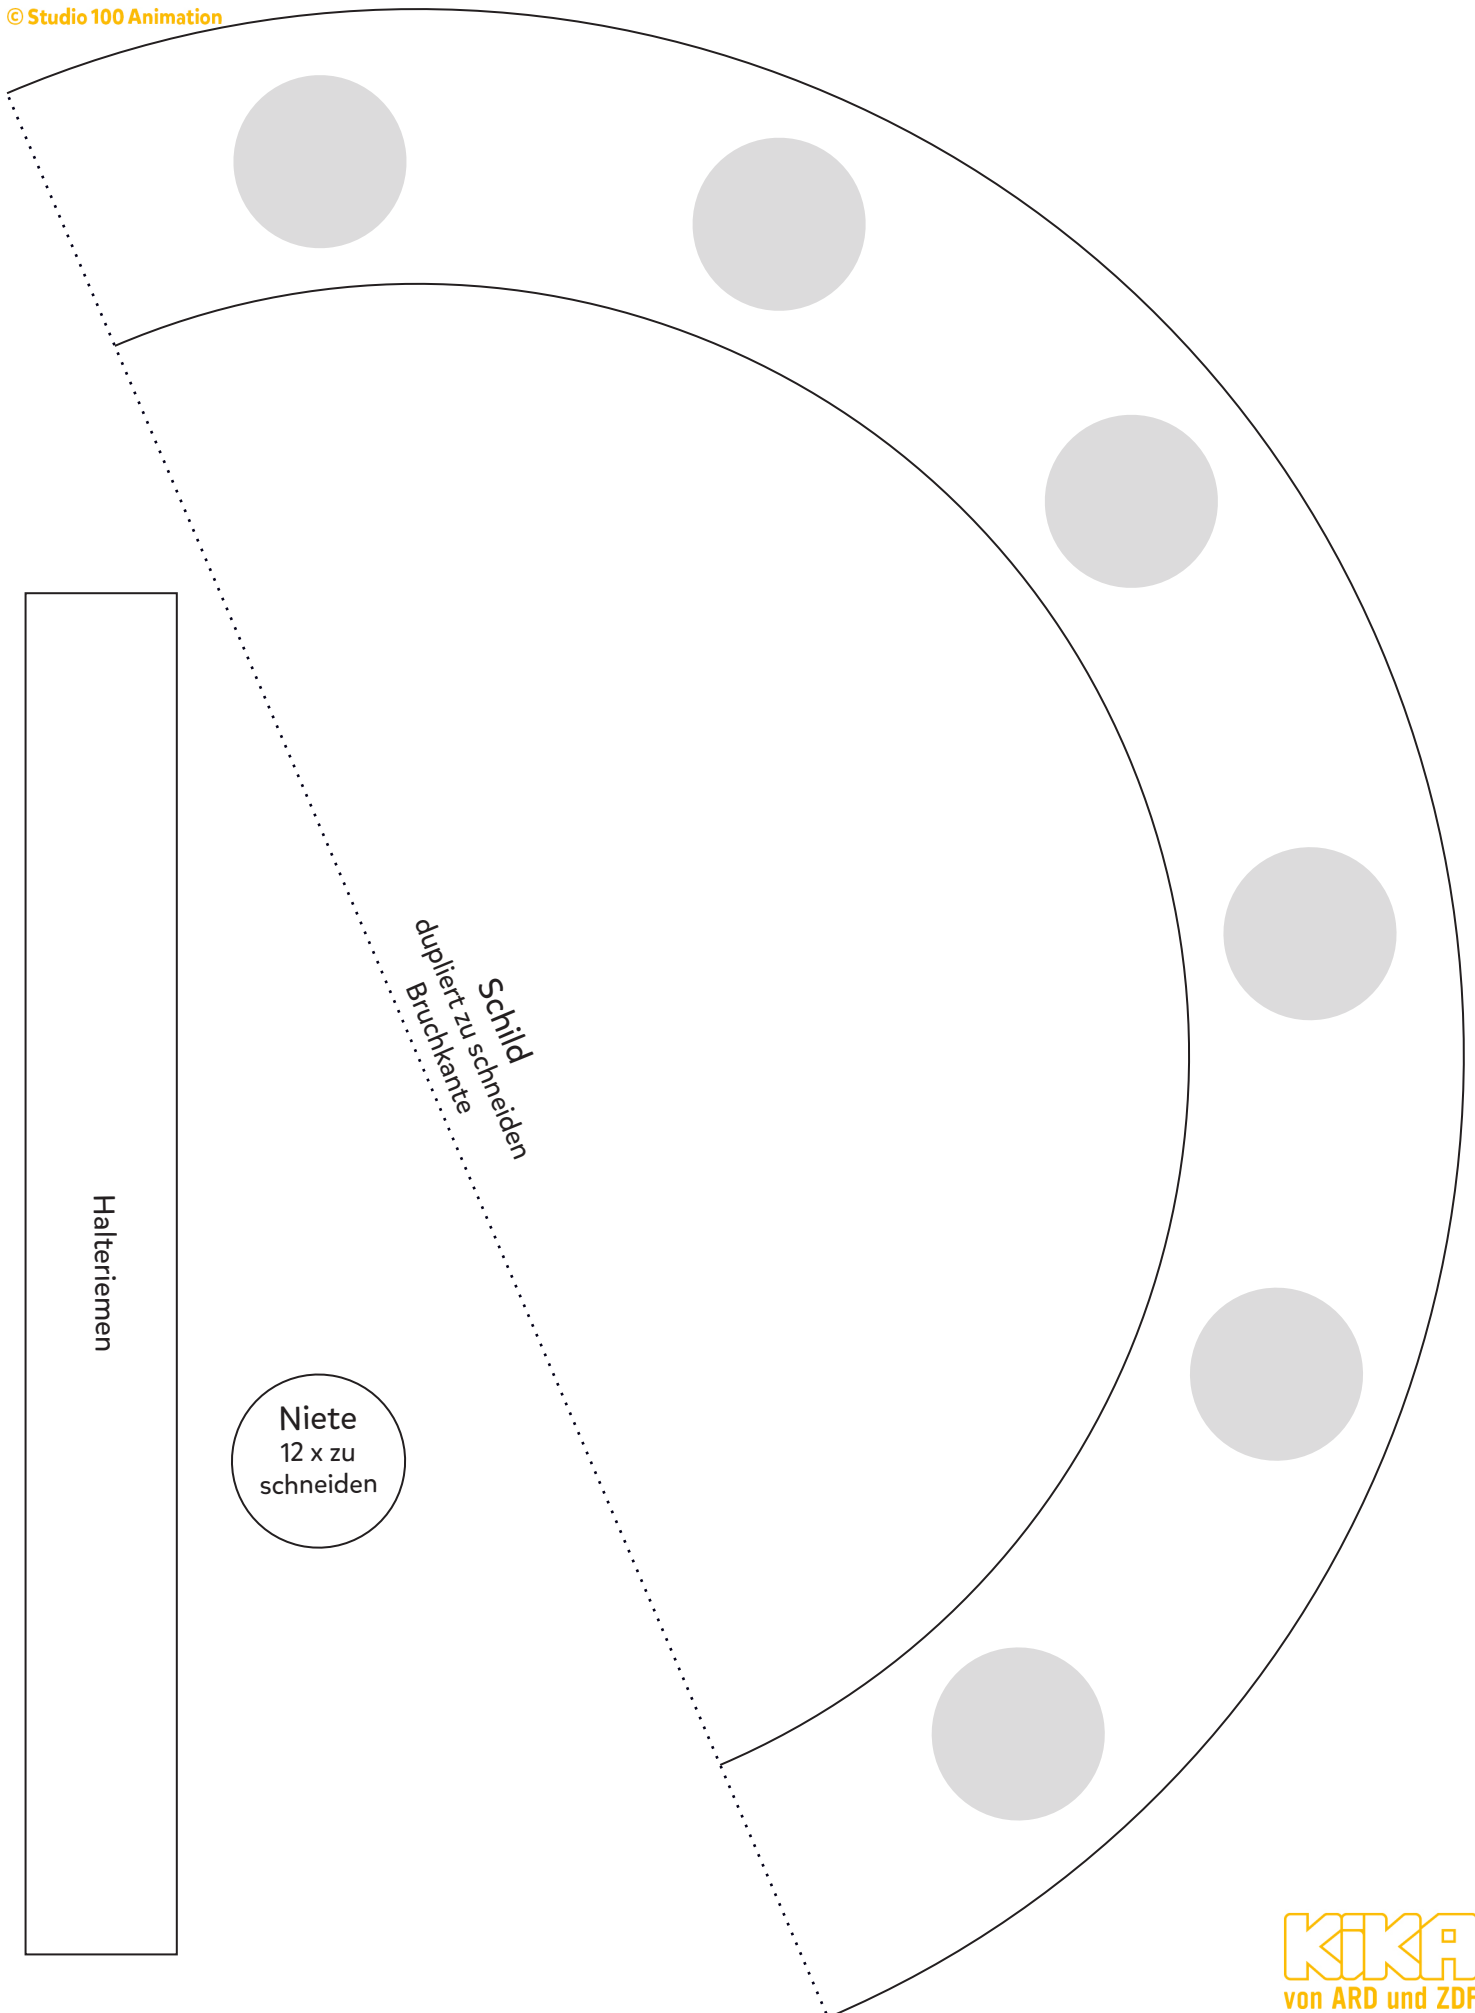 © Studio 100 Animation
Schild
dupliert zu schneiden
Bruchkante
Halteriemen
Niete
12 x zu
schneiden
KiKA
von ARD und ZDF